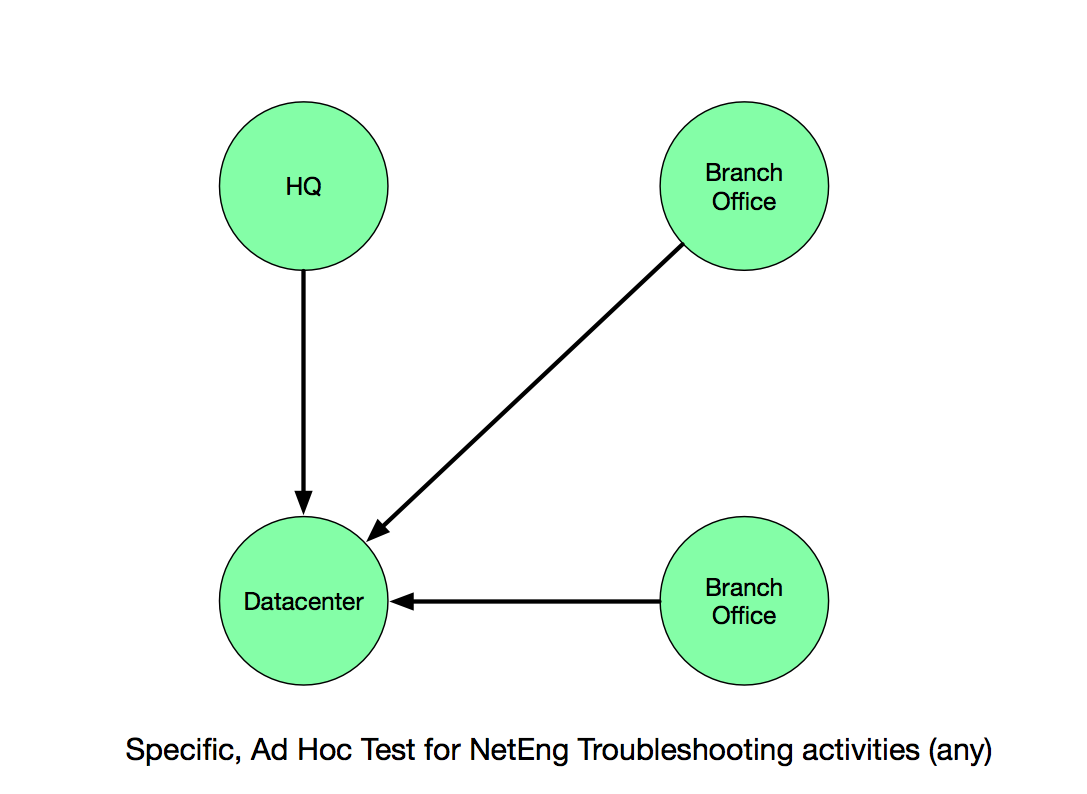 HQ
Branch
Office
Datacenter
Branch
Office
Specific, Ad Hoc Test for NetEng Troubleshooting activities (any)